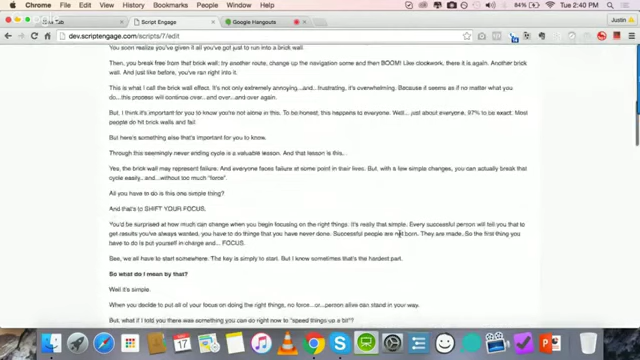 Chrome File Edit View History Bookmarks Window Help
Tue 2:40 PM
Tab
Script Engage
Google Hangouts
Justin
dev.scriptengage.com/scripts/7/edit
You soon realize you've given it all you've got just to run into a brick wall.
Then, you break free from that brick wall; try another route, change up the navigation some and then BOOM! Like clockwork, there it is again. Another brick
wall. And just like before, you've ran right into it.
This is what I call the brick wall effect. It's not only extremely annoying...and...frustrating, it's overwhelming. Because it seems as if no matter what you
do...this process will continue over...and over...and over again.
But, I think it's important for you to know you're not alone in this. To be honest, this happens to everyone. Well... just about everyone. 97% to be exact. Most
people do hit brick walls and fail.
But here's something else that's important for you to know.
Through this seemingly never ending cycle is a valuable lesson. And that lesson is this...
Yes, the brick wall may represent failure. And everyone faces failure at some point in their lives. But, with a few simple changes, you can actually break that
cycle easily...and...without too much "force".
All you have to do is this one simple thing?
And that's to SHIFT YOUR FOCUS.
You'd be surprised at how much can change when you begin focusing on the right things. It's really that simple. Every successful person will tell you that to
get results you've always wanted, you have to do things that you have never done. Successful people are not born. They are made. So the first thing you
have to do is put yourself in charge and... FOCUS.
See, we all have to start somewhere. The key is simply to start. But I know sometimes that's the hardest part.
So what do I mean by that?
Well it's simple.
When you decide to put all of your focus on doing the right things, no force...or...person alive can stand in your way.
But, what if I told you there was something you can do right now to "speed things up a bit"?